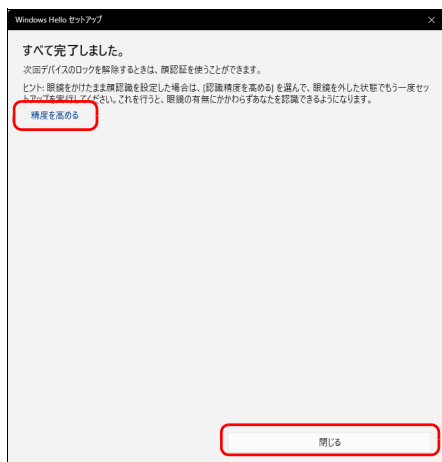 Windows Hello セットアップ
すべて完了しました。
次回デバイスのロックを解除するときは、顔認証を使うことができます。
ヒント: 眼鏡をかけたまま顔認識を設定した場合は、[認識精度を高める] を選んで、眼鏡を外した状態でもう一度セッ
トアップを実行してください。これを行うと、眼鏡の有無にかかわらずあなたを認識できるようになります。
精度を高める
閉じる